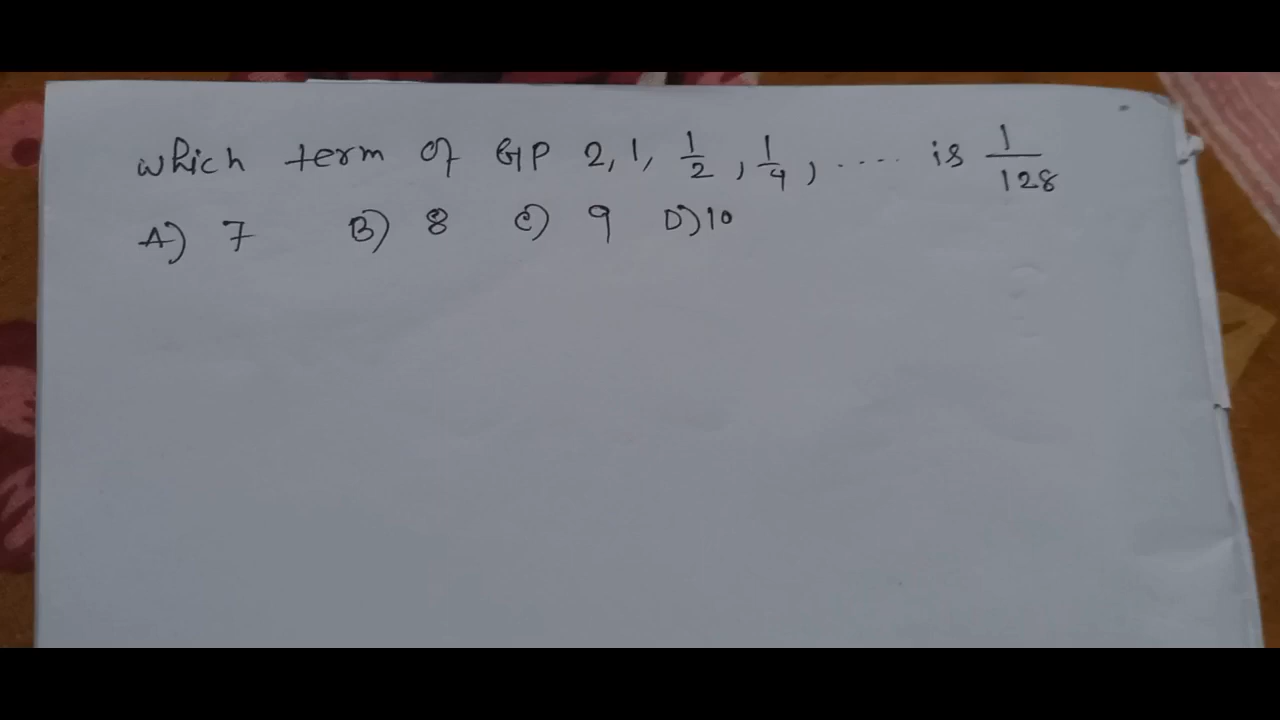 which term of GP 2, 1, 1/2, 1/4, .... is 1/128
A) 7 B) 8 C) 9 D) 10